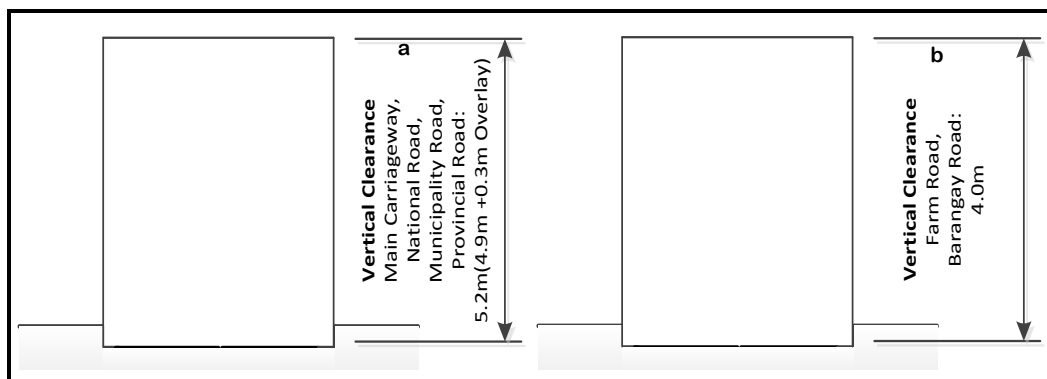 a
Vertical Clearance
Main Carriageway,
National Road,
Municipality Road,
Provincial Road:
5.2m(4.9m +0.3m Overlay)
b
Vertical Clearance
Farm Road,
Barangay Road:
4.0m